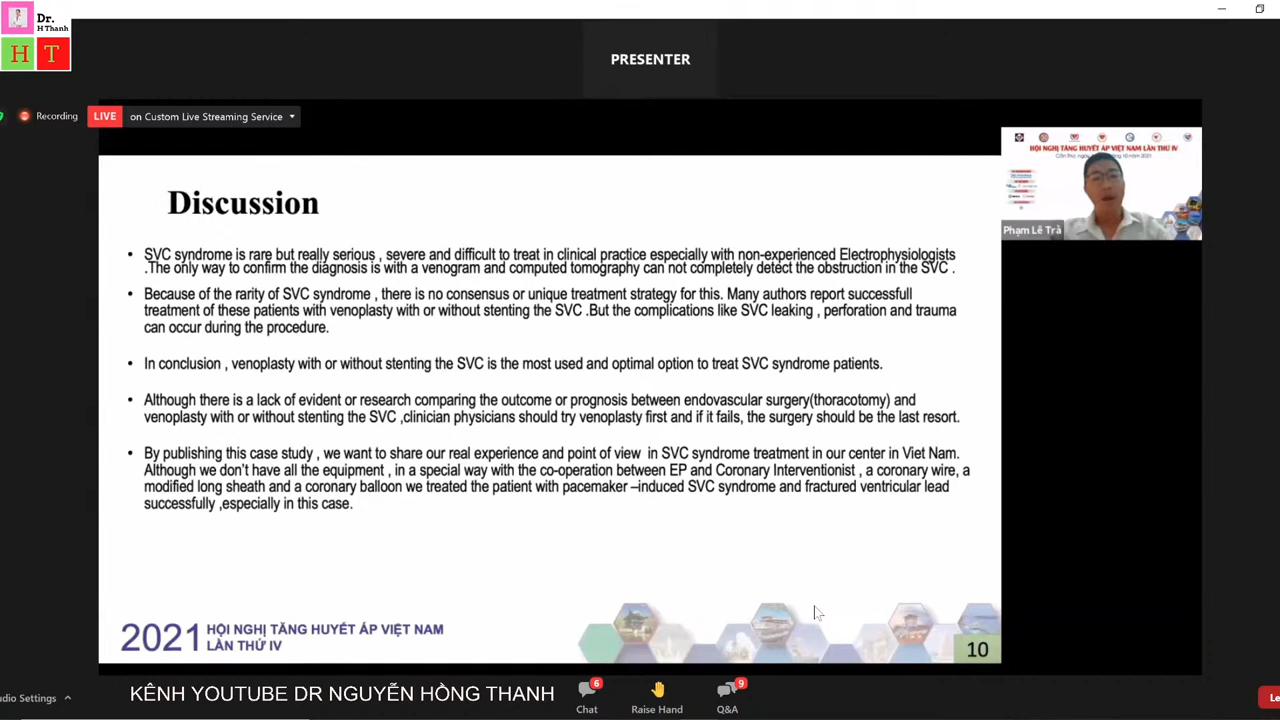 Dr.
H Thanh
H T
PRESENTER
Recording
LIVE
on Custom Live Streaming Service
HỘI NGHỊ TĂNG HUYẾT ÁP VIỆT NAM LẦN THỨ IV
Phạm Lê Trà
Discussion
• SVC syndrome is rare but really serious , severe and difficult to treat in clinical practice especially with non-experienced Electrophysiologists
.The only way to confirm the diagnosis is with a venogram and computed tomography can not completely detect the obstruction in the SVC .
• Because of the rarity of SVC syndrome , there is no consensus or unique treatment strategy for this. Many authors report successfull
treatment of these patients with venoplasty with or without stenting the SVC .But the complications like SVC leaking , perforation and trauma
can occur during the procedure.
• In conclusion , venoplasty with or without stenting the SVC is the most used and optimal option to treat SVC syndrome patients.
• Although there is a lack of evident or research comparing the outcome or prognosis between endovascular surgery(thoracotomy) and
venoplasty with or without stenting the SVC ,clinician physicians should try venoplasty first and if it fails, the surgery should be the last resort.
• By publishing this case study , we want to share our real experience and point of view in SVC syndrome treatment in our center in Viet Nam.
Although we don't have all the equipment , in a special way with the co-operation between EP and Coronary Interventionist , a coronary wire, a
modified long sheath and a coronary balloon we treated the patient with pacemaker –induced SVC syndrome and fractured ventricular lead
successfully ,especially in this case.
2021 HỘI NGHỊ TĂNG HUYẾT ÁP VIỆT NAM
LẦN THỨ IV
10
udio Settings
KÊNH YOUTUBE DR NGUYỄN HỒNG THANH
6
Chat
Raise Hand
9
Q&A
Le